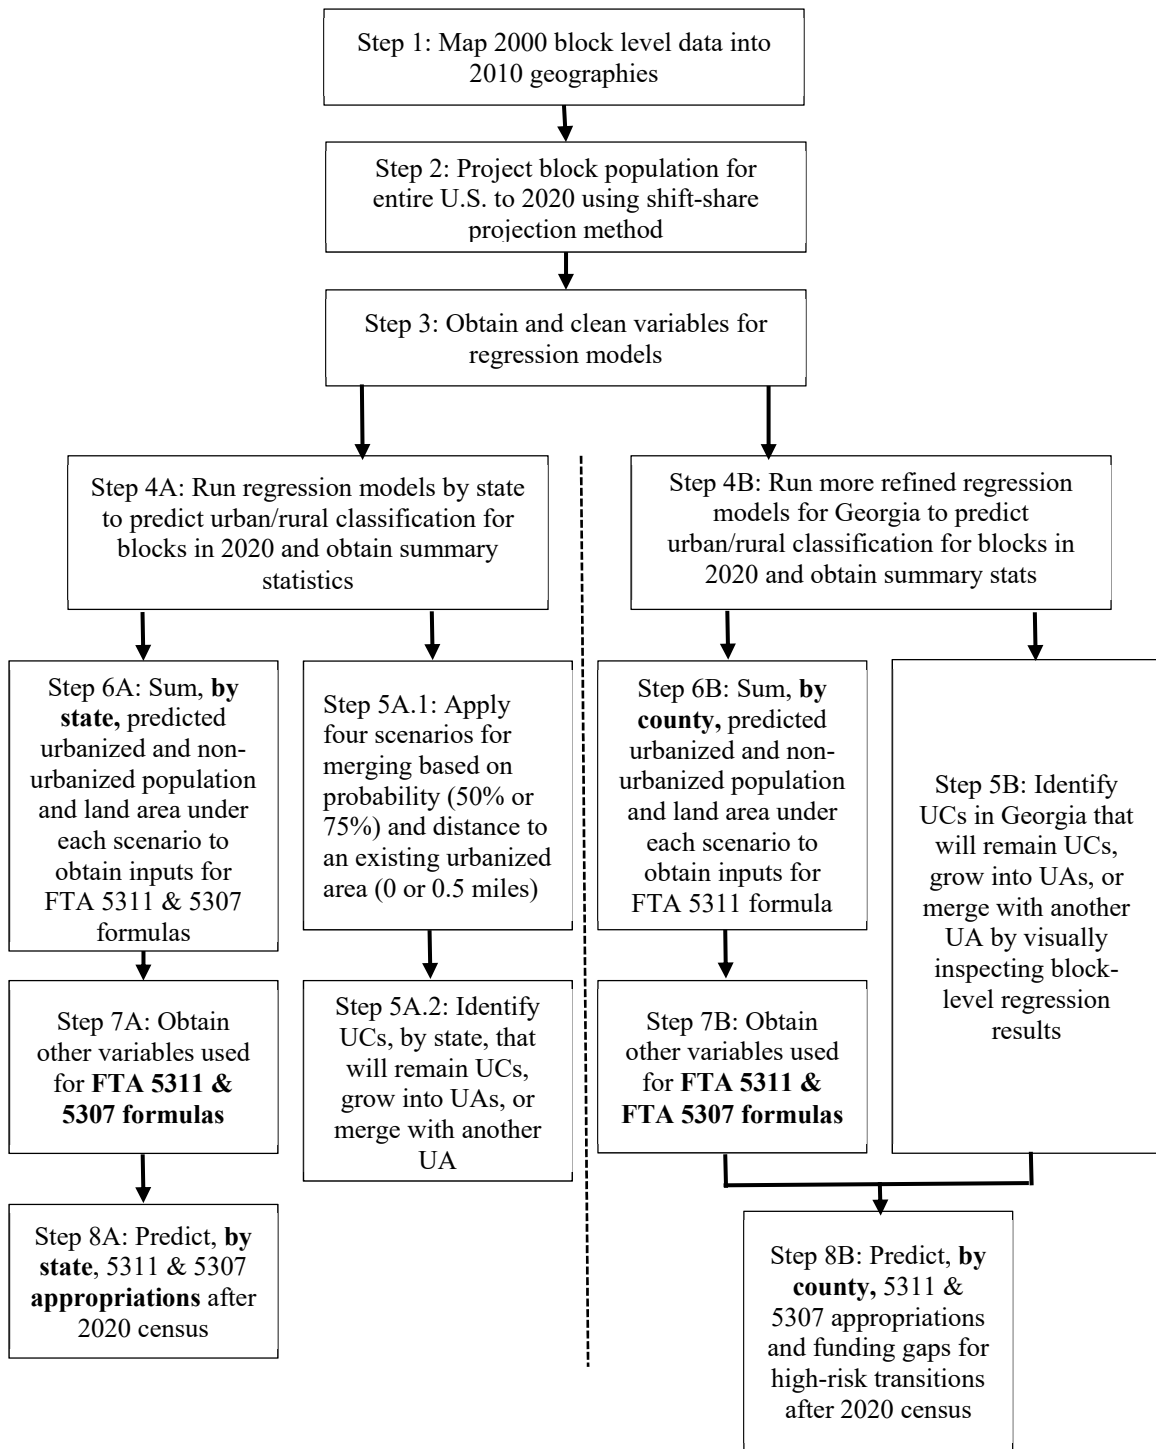 Step 1: Map 2000 block level data into
2010 geographies
Step 2: Project block population for
entire U.S. to 2020 using shift-share
projection method
Step 3: Obtain and clean variables for
regression models
Step 4A: Run regression models by state
to predict urban/rural classification for
blocks in 2020 and obtain summary
statistics
Step 4B: Run more refined regression
models for Georgia to predict
urban/rural classification for blocks in
2020 and obtain summary stats
Step 6A: Sum, by
state, predicted
urbanized and non-
urbanized population
and land area under
each scenario to
obtain inputs for
FTA 5311 & 5307
formulas
Step 5A.1: Apply
four scenarios for
merging based on
probability (50% or
75%) and distance to
an existing urbanized
area (0 or 0.5 miles)
Step 6B: Sum, by
county, predicted
urbanized and non-
urbanized population
and land area under
each scenario to
obtain inputs for
FTA 5311 formula
Step 5B: Identify
UCs in Georgia that
will remain UCs,
grow into UAs, or
merge with another
UA by visually
inspecting block-
level regression
results
Step 7A: Obtain
other variables used
for FTA 5311 &
5307 formulas
Step 5A.2: Identify
UCs, by state, that
will remain UCs,
grow into UAs, or
merge with another
UA
Step 7B: Obtain
other variables used
for FTA 5311 &
FTA 5307 formulas
Step 8A: Predict, by
state, 5311 & 5307
appropriations after
2020 census
Step 8B: Predict, by
county, 5311 &
5307 appropriations
and funding gaps for
high-risk transitions
after 2020 census